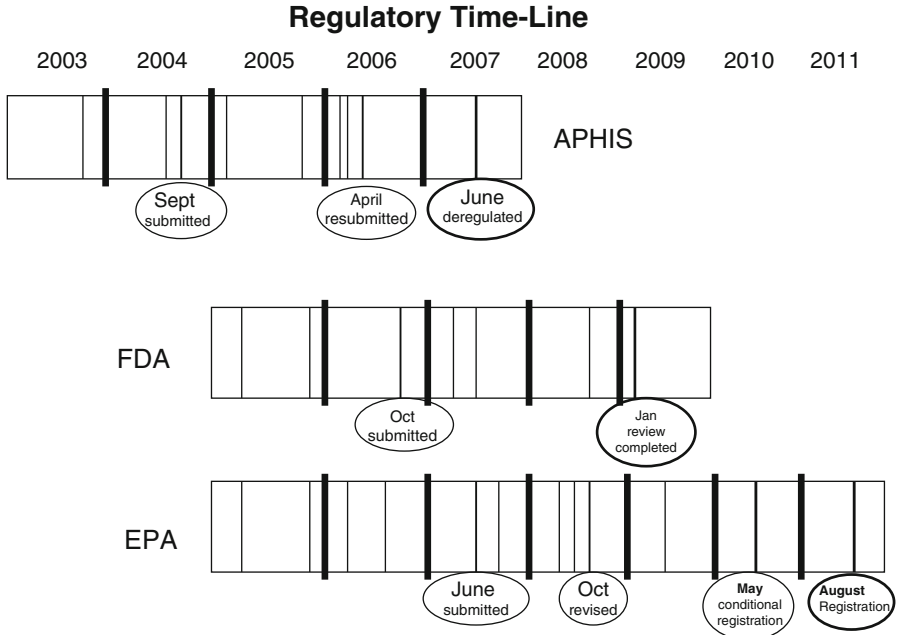 Regulatory Time-Line
2003 2004 2005 2006 2007 2008 2009 2010 2011
APHIS
Sept
submitted
April
resubmitted
June
deregulated
FDA
Oct
submitted
Jan
review
completed
EPA
June
submitted
Oct
revised
May
conditional
registration
August
Registration